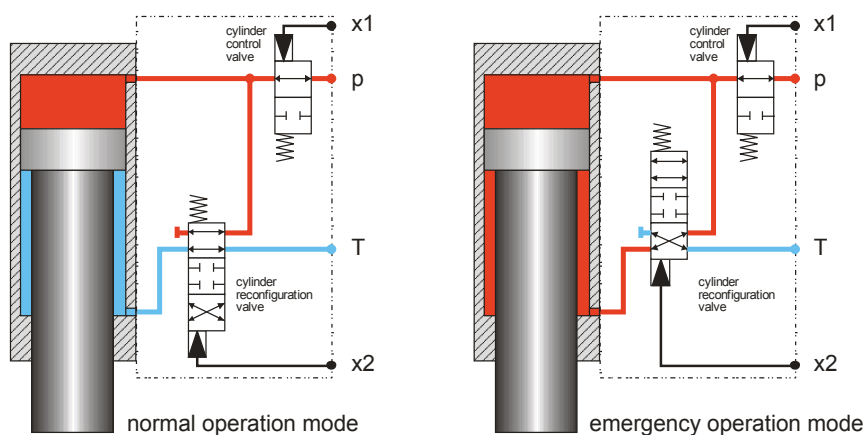 cylinder
control
valve
x1
p
T
cylinder
reconfiguration
valve
x2
normal operation mode
cylinder
control
valve
x1
p
T
cylinder
reconfiguration
valve
x2
emergency operation mode